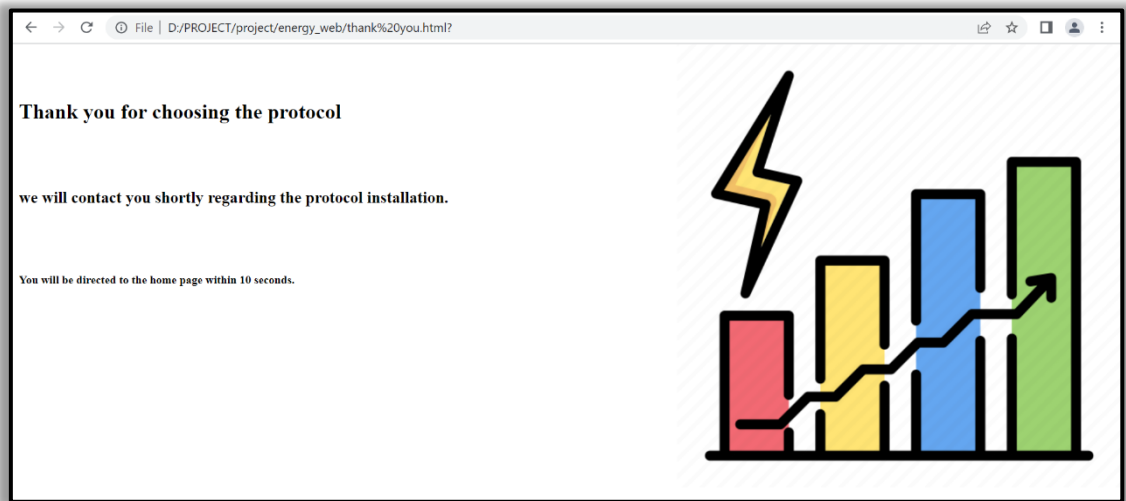 File | D:/PROJECT/project/energy_web/thank%20you.html?
Thank you for choosing the protocol
we will contact you shortly regarding the protocol installation.
You will be directed to the home page within 10 seconds.